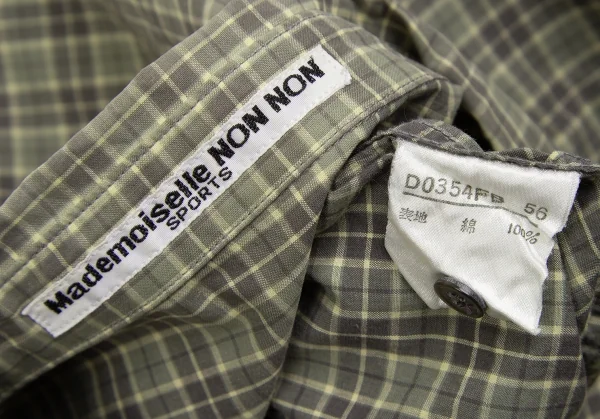 Mademoiselle NON NON
SPORTS
D0354FB 56
表地 綿 100%